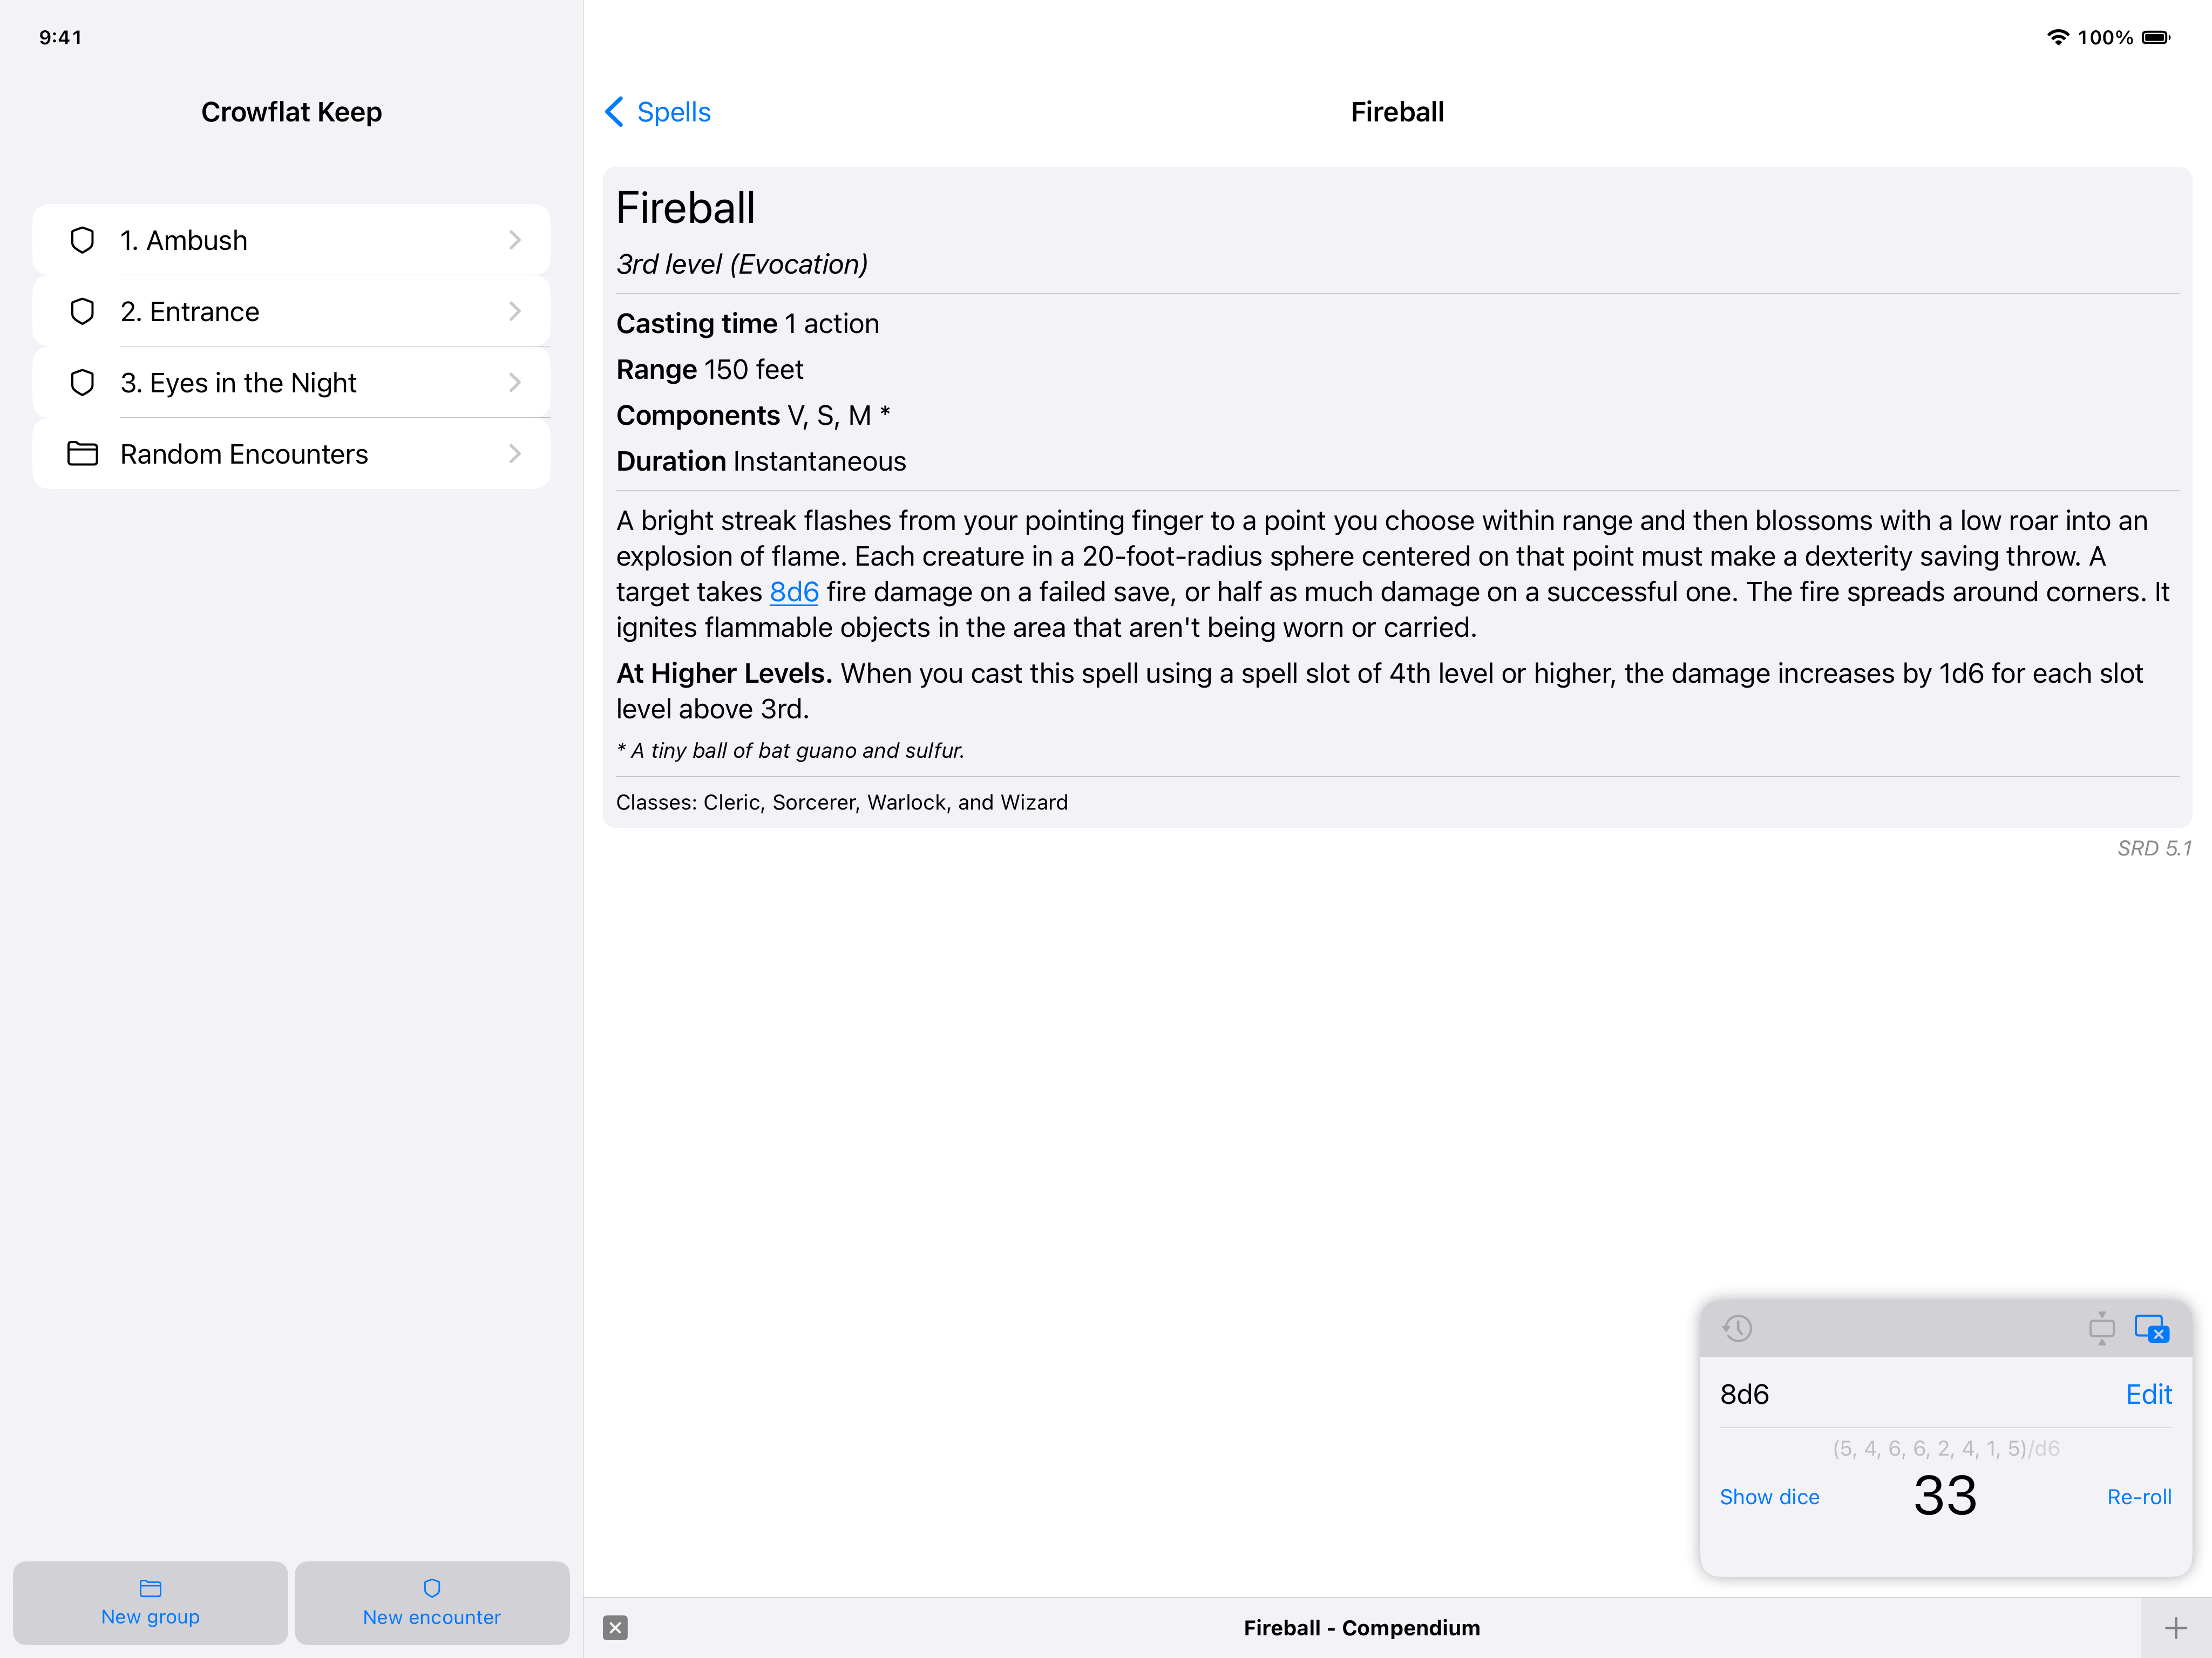 9:41
100%
Crowflat Keep
1. Ambush
2. Entrance
3. Eyes in the Night
Random Encounters
New group
New encounter
Spells
Fireball
Fireball
3rd level (Evocation)
Casting time 1 action
Range 150 feet
Components V, S, M *
Duration Instantaneous
A bright streak flashes from your pointing finger to a point you choose within range and then blossoms with a low roar into an
explosion of flame. Each creature in a 20-foot-radius sphere centered on that point must make a dexterity saving throw. A
target takes 8d6 fire damage on a failed save, or half as much damage on a successful one. The fire spreads around corners. It
ignites flammable objects in the area that aren't being worn or carried.
At Higher Levels. When you cast this spell using a spell slot of 4th level or higher, the damage increases by 1d6 for each slot
level above 3rd.
* A tiny ball of bat guano and sulfur.
Classes: Cleric, Sorcerer, Warlock, and Wizard
SRD 5.1
8d6
Edit
(5, 4, 6, 6, 2, 4, 1, 5)/d6
Show dice
33
Re-roll
Fireball - Compendium